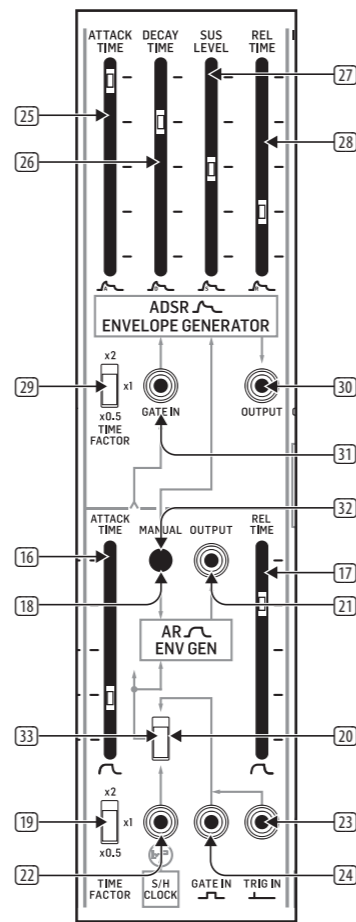 ATTACK TIME DECAY TIME SUS LEVEL REL TIME
25
26
27
28
ADSR
ENVELOPE GENERATOR
x2
x1
x0.5
TIME FACTOR
29
GATE IN
OUTPUT
30
31
32
ATTACK TIME MANUAL OUTPUT REL TIME
16
17
18
21
AR
ENV GEN
33
20
x2
x1
x0.5
19
23
22
24
TIME FACTOR
S/H CLOCK
GATE IN
TRIG IN